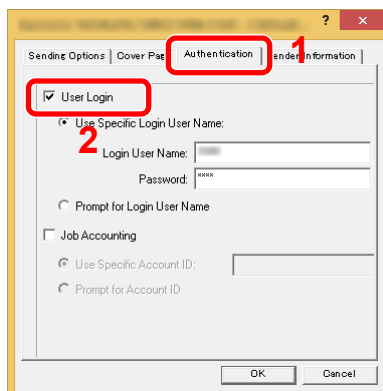 ? ×
Sending Options Cover Pag Authentication ender Information
1
User Login
Use Specific Login User Name:
2
Login User Name:
Password: ****
Prompt for Login User Name
Job Accounting
Use Specific Account ID:
Prompt for Account ID
OK Cancel